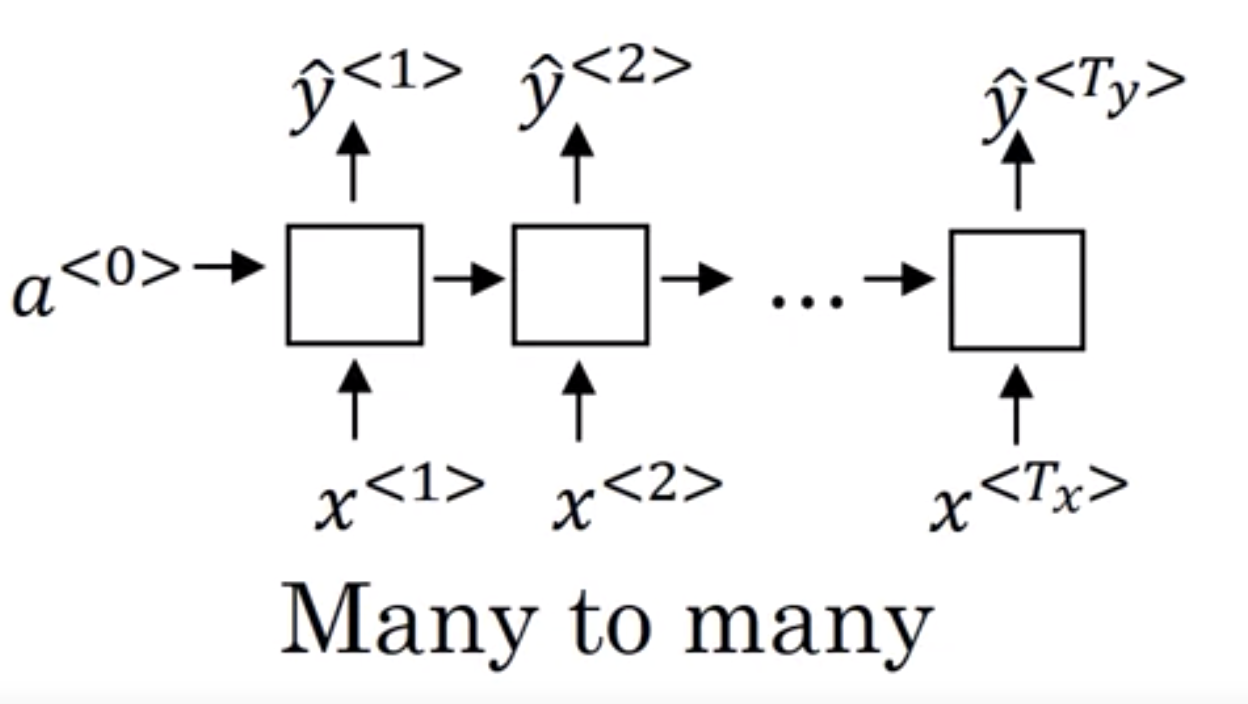 ŷ<1> ŷ<2> ŷ<Ty>
a<0> ...
x<1> x<2> x<Tx>
Many to many